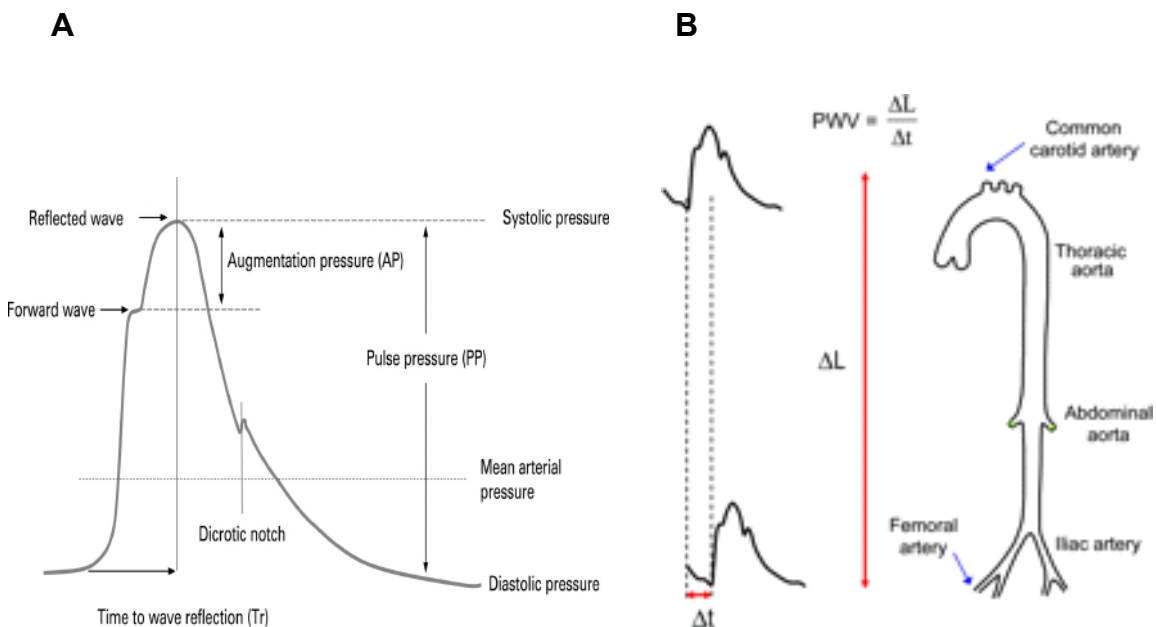 A
Reflected wave
Systolic pressure
Augmentation pressure (AP)
Forward wave
Pulse pressure (PP)
Mean arterial
pressure
Dicrotic notch
Diastolic pressure
Time to wave reflection (Tr)
B
PWV = ΔL
Δt
Common
carotid artery
Thoracic
aorta
ΔL
Abdominal
aorta
Femoral
artery
Iliac artery
Δt